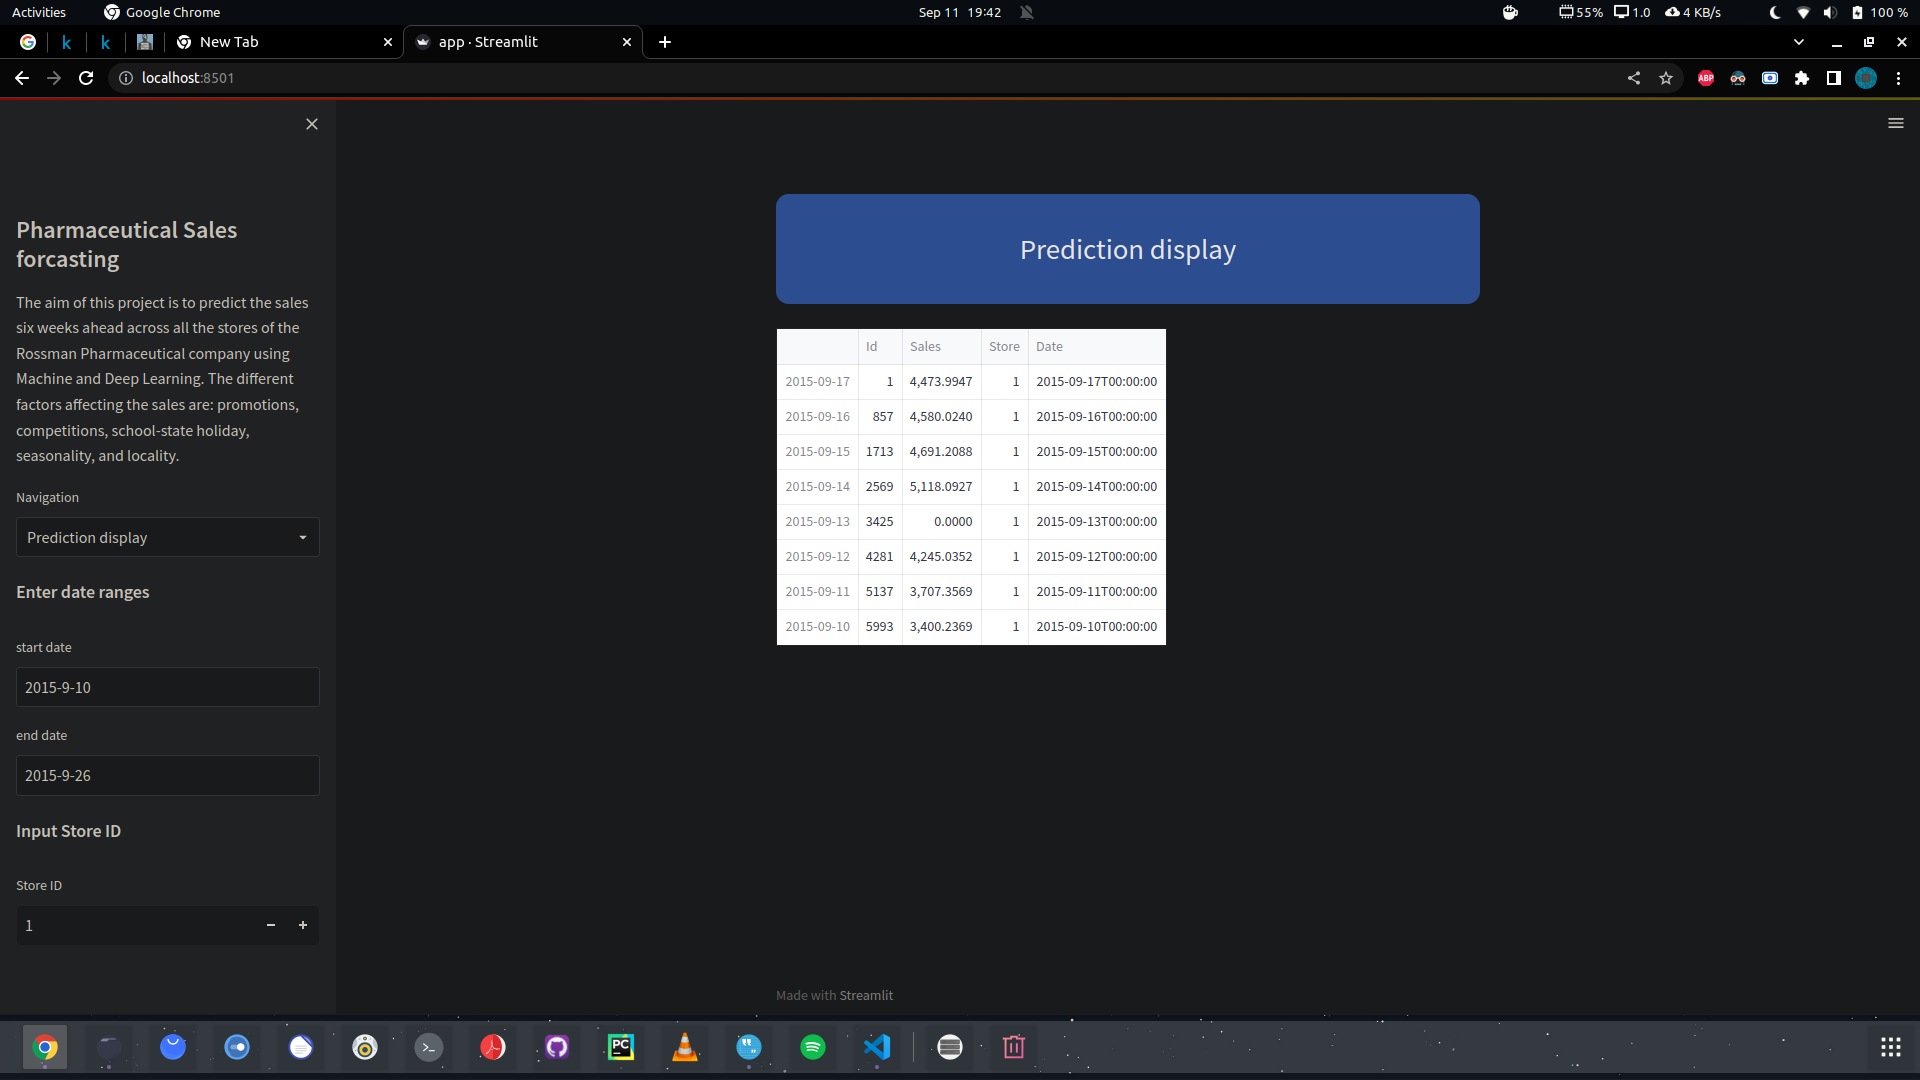 Activities
Google Chrome
Sep 11 19:42
55%
1.0
4 KB/s
100 %
k
k
New Tab
app · Streamlit
localhost:8501
ABP
Pharmaceutical Sales
forcasting
The aim of this project is to predict the sales
six weeks ahead across all the stores of the
Rossman Pharmaceutical company using
Machine and Deep Learning. The different
factors affecting the sales are: promotions,
competitions, school-state holiday,
seasonality, and locality.
Navigation
Prediction display
Enter date ranges
start date
2015-9-10
end date
2015-9-26
Input Store ID
Store ID
1
Prediction display
Id Sales Store Date
2015-09-17 1 4,473.9947 1 2015-09-17T00:00:00
2015-09-16 857 4,580.0240 1 2015-09-16T00:00:00
2015-09-15 1713 4,691.2088 1 2015-09-15T00:00:00
2015-09-14 2569 5,118.0927 1 2015-09-14T00:00:00
2015-09-13 3425 0.0000 1 2015-09-13T00:00:00
2015-09-12 4281 4,245.0352 1 2015-09-12T00:00:00
2015-09-11 5137 3,707.3569 1 2015-09-11T00:00:00
2015-09-10 5993 3,400.2369 1 2015-09-10T00:00:00
Made with Streamlit
PC